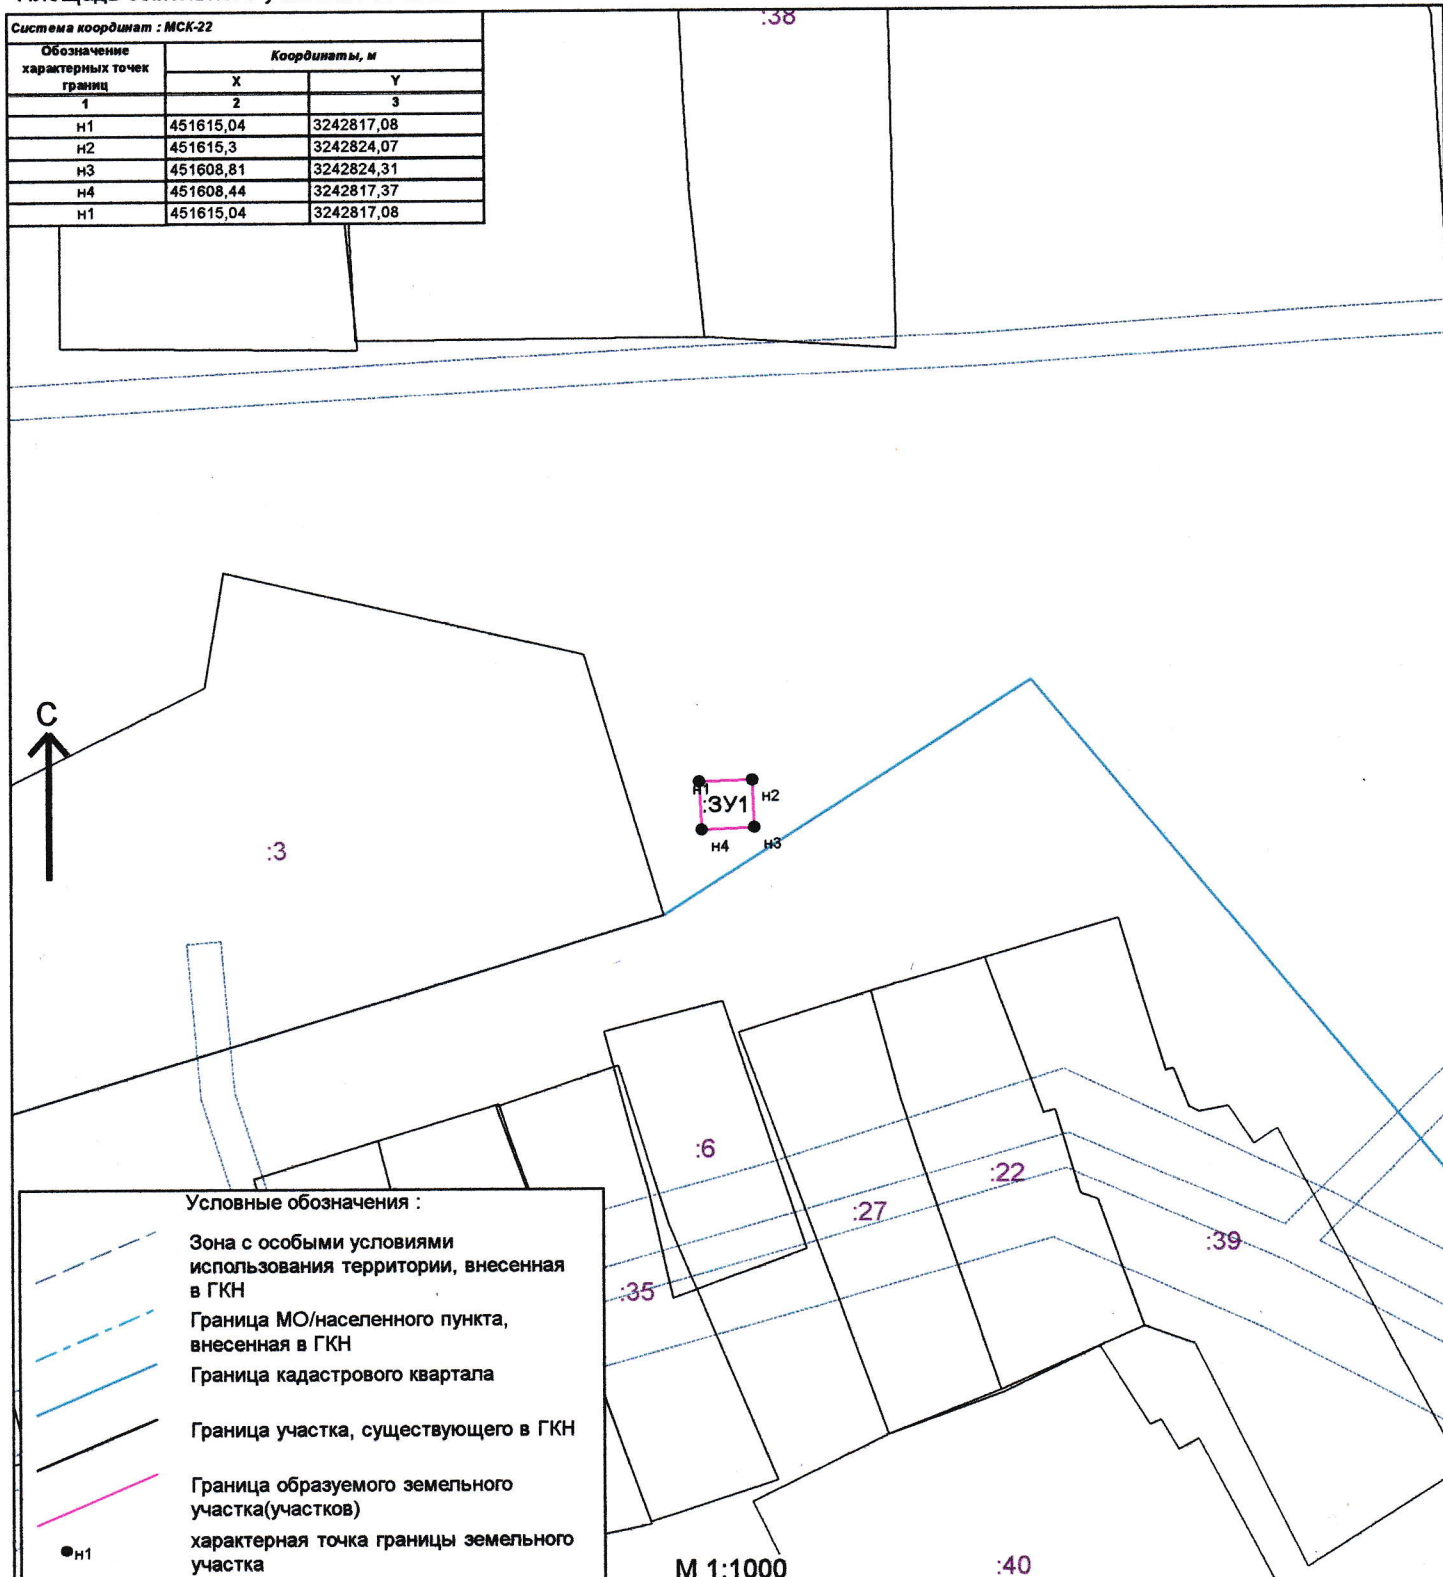 Система координат : МСК-22
Обозначение характерных точек границ
Координаты, м
X Y
1 2 3
н1 451615,04 3242817,08
н2 451615,3 3242824,07
н3 451608,81 3242824,31
н4 451608,44 3242817,37
н1 451615,04 3242817,08
:38
С
н1
н2
:ЗУ1
н4
н3
:3
:6
:22
:27
:39
:35
Условные обозначения :
Зона с особыми условиями
использования территории, внесенная
в ГКН
Граница МО/населенного пункта,
внесенная в ГКН
Граница кадастрового квартала
Граница участка, существующего в ГКН
Граница образуемого земельного
участка(участков)
н1
характерная точка границы земельного
участка
М 1:1000
:40